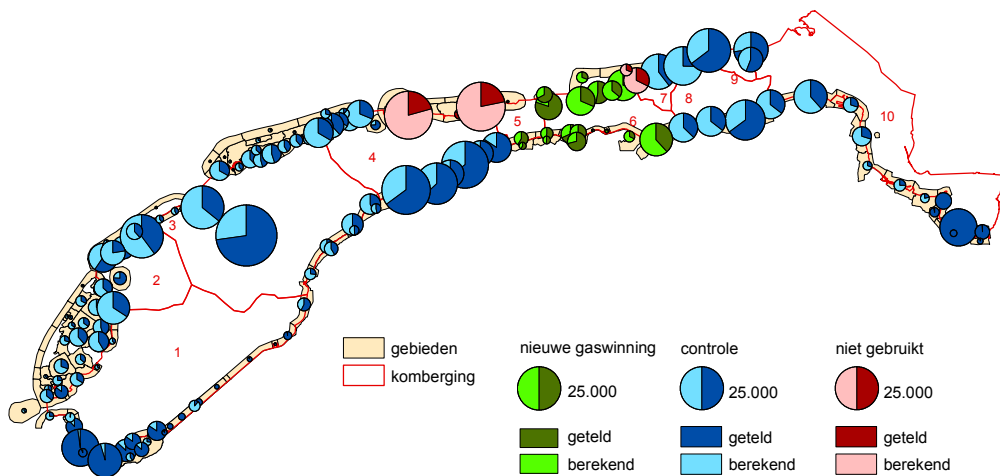 9
10
7
8
5
6
4
3
2
1
nieuwe gaswinning controle niet gebruikt
gebieden
komberging
25.000 25.000 25.000
geteld geteld geteld
berekend berekend berekend